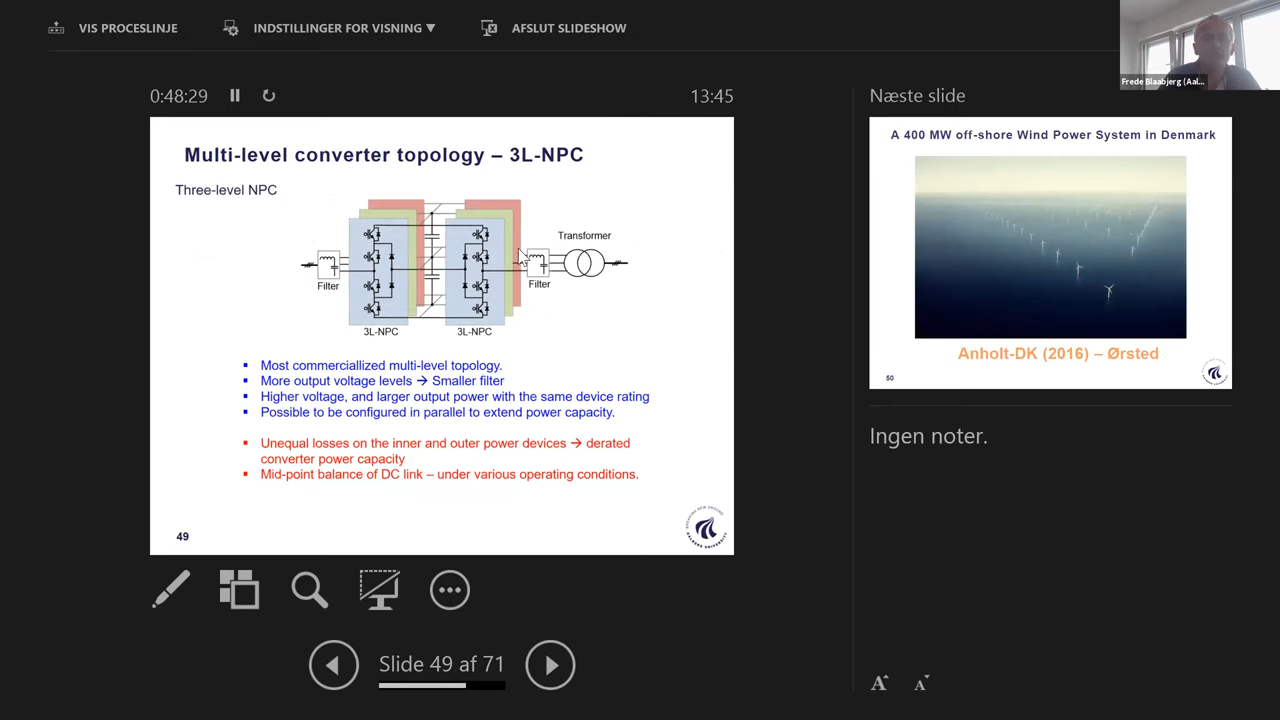 VIS PROCESLINJE
INDSTILLINGER FOR VISNING ▼
AFSLUT SLIDESHOW
Frede Blaabjerg (Aal...
0:48:29
13:45
Næste slide
Multi-level converter topology – 3L-NPC
Three-level NPC
Transformer
Filter
Filter
3L-NPC
3L-NPC
▪ Most commerciallized multi-level topology.
▪ More output voltage levels → Smaller filter
▪ Higher voltage, and larger output power with the same device rating
▪ Possible to be configured in parallel to extend power capacity.
▪ Unequal losses on the inner and outer power devices → derated
converter power capacity
▪ Mid-point balance of DC link – under various operating conditions.
49
AALBORG UNIVERSITY
A 400 MW off-shore Wind Power System in Denmark
Anholt-DK (2016) – Ørsted
50
Ingen noter.
Slide 49 af 71
A A